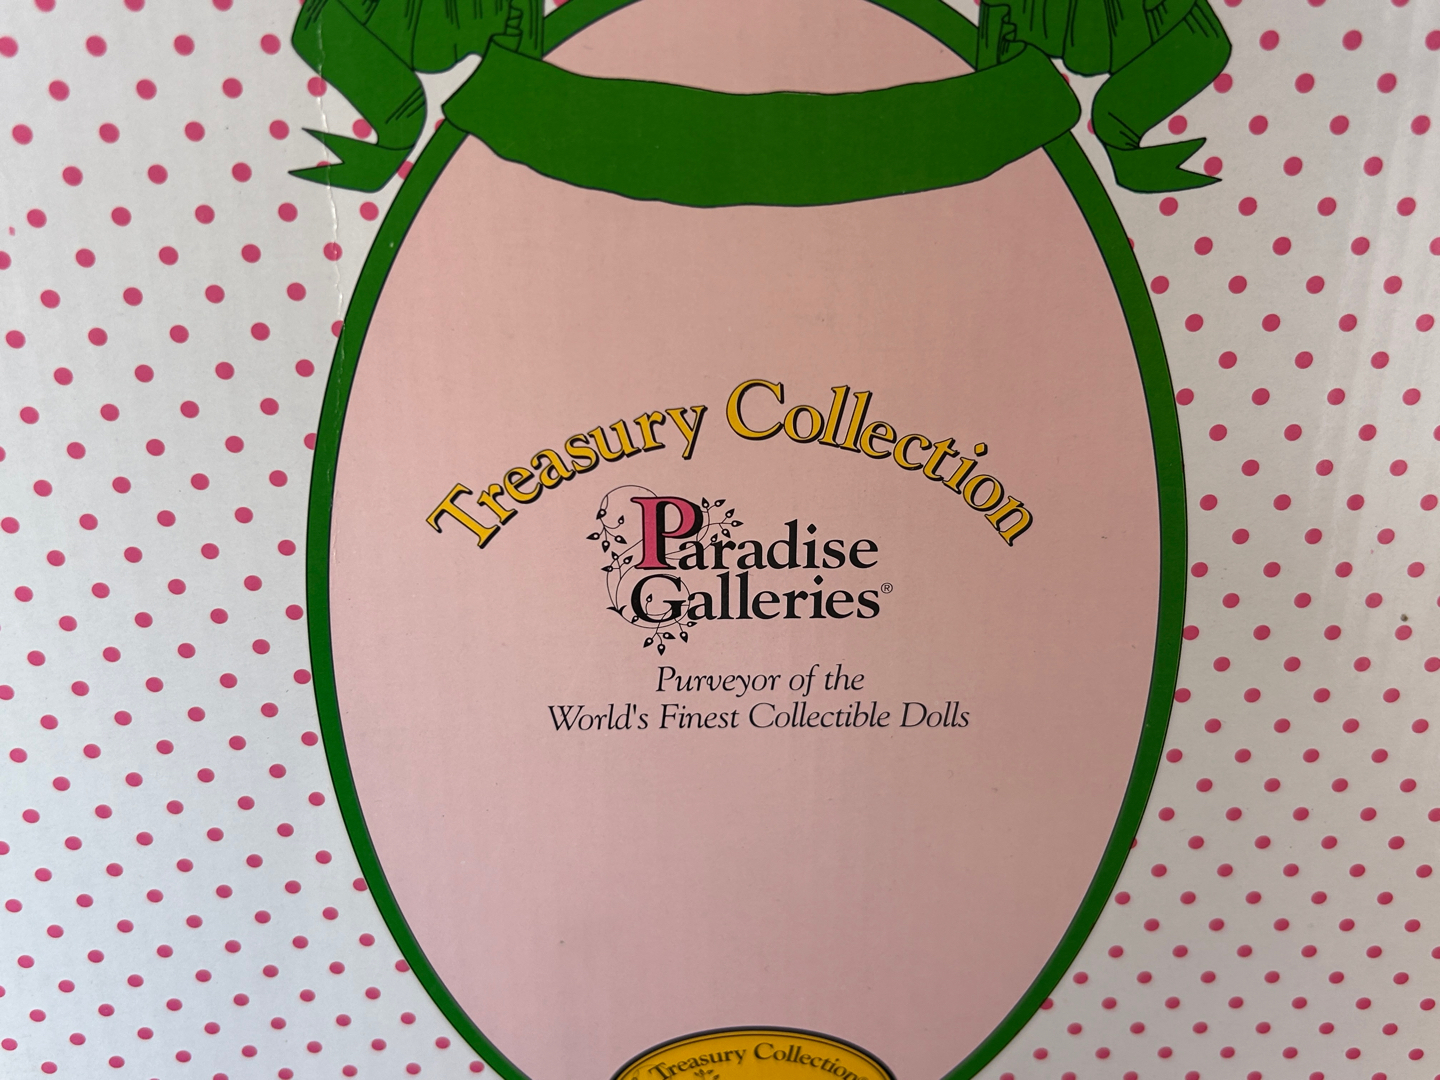 Treasury Collection
Paradise
Galleries®
Purveyor of the
World's Finest Collectible Dolls
Treasury Collection